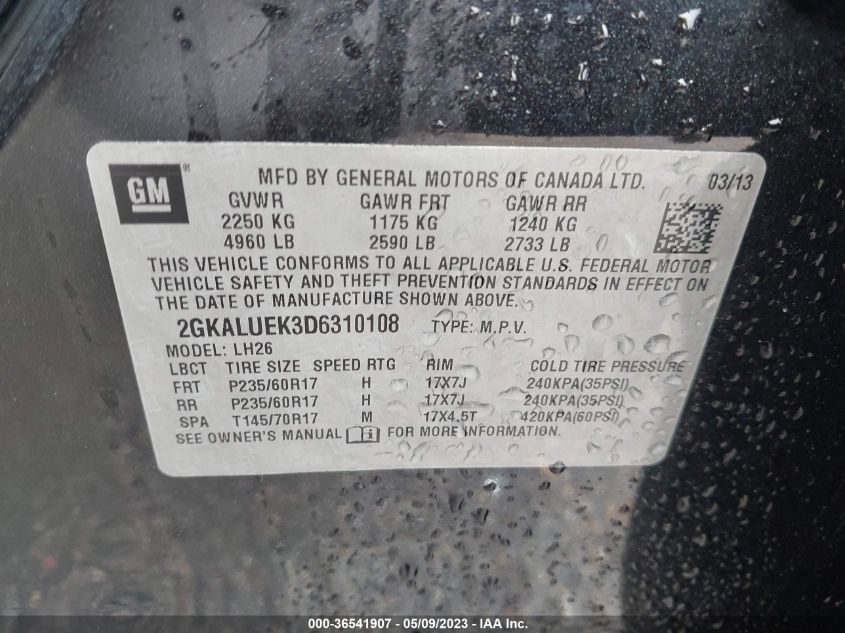 GM ® MFD BY GENERAL MOTORS OF CANADA LTD. 03/13
GVWR GAWR FRT GAWR RR
2250 KG 1175 KG 1240 KG
4960 LB 2590 LB 2733 LB
THIS VEHICLE CONFORMS TO ALL APPLICABLE U.S. FEDERAL MOTOR
VEHICLE SAFETY AND THEFT PREVENTION STANDARDS IN EFFECT ON
THE DATE OF MANUFACTURE SHOWN ABOVE.
2GKALUEK3D6310108 TYPE: M.P.V.
MODEL: LH26
LBCT TIRE SIZE SPEED RTG RIM COLD TIRE PRESSURE
FRT P235/60R17 H 17X7J 240KPA(35PSI)
RR P235/60R17 H 17X7J 240KPA(35PSI)
SPA T145/70R17 M 17X4.5T 420KPA(60PSI)
SEE OWNER'S MANUAL FOR MORE INFORMATION.
000-36541907 - 05/09/2023 - IAA Inc.